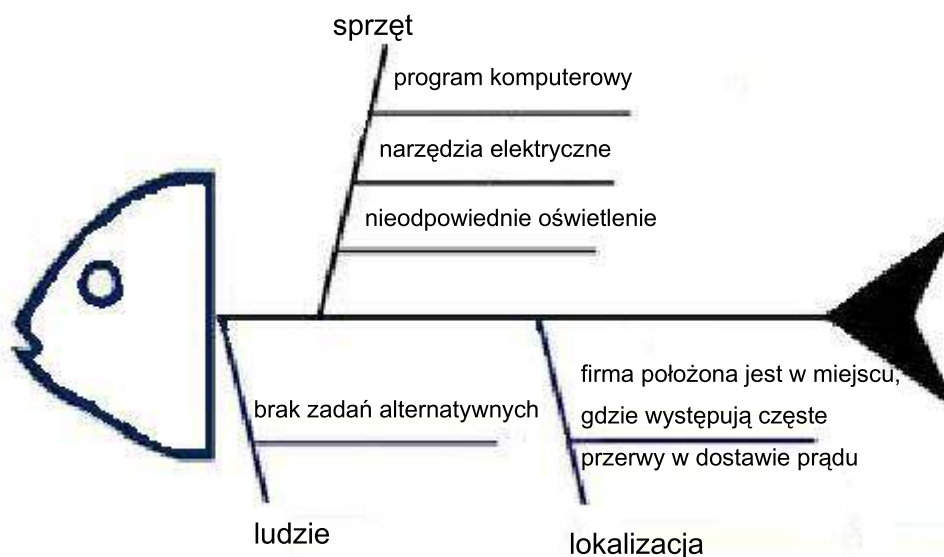 sprzęt
program komputerowy
narzędzia elektryczne
nieodpowiednie oświetlenie
brak zadań alternatywnych
ludzie
firma położona jest w miejscu,
gdzie występują częste
przerwy w dostawie prądu
lokalizacja